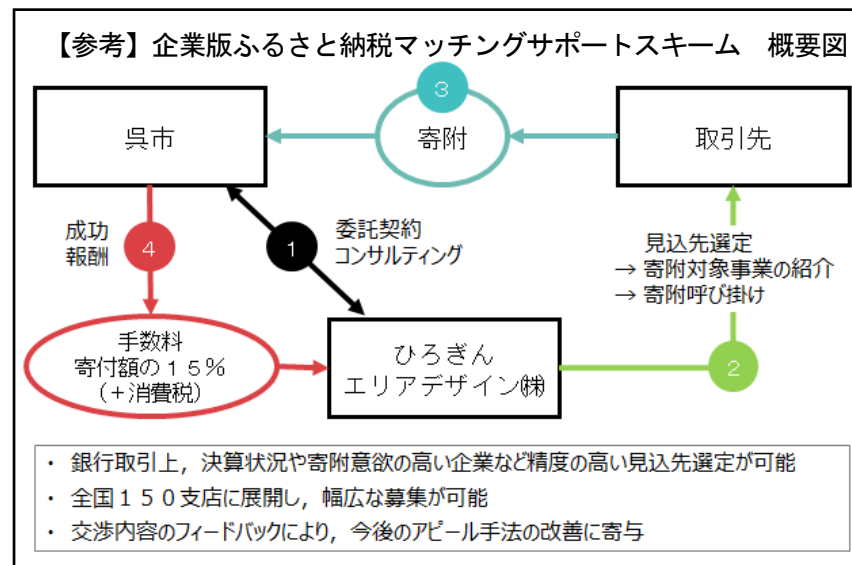 【参考】企業版ふるさと納税マッチングサポートスキーム　概要図
3
呉市
寄附
取引先
成功
報酬
4
1
委託契約
コンサルティング
見込先選定
→ 寄附対象事業の紹介
→ 寄附呼び掛け
手数料
寄付額の１５％
（＋消費税）
ひろぎん
エリアデザイン㈱
2
・ 銀行取引上，決算状況や寄附意欲の高い企業など精度の高い見込先選定が可能
・ 全国１５０支店に展開し，幅広な募集が可能
・ 交渉内容のフィードバックにより，今後のアピール手法の改善に寄与